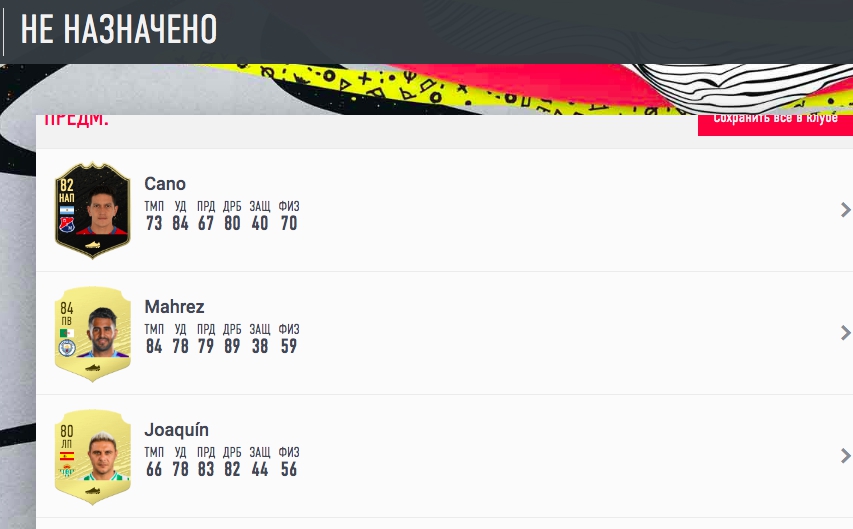 НЕ НАЗНАЧЕНО
ПРЕДМ.
Сохранить все в клубе
82
НАП
Cano
ТМП УД ПРД ДРБ ЗАЩ ФИЗ
73 84 67 80 40 70
84
ПВ
Mahrez
ТМП УД ПРД ДРБ ЗАЩ ФИЗ
84 78 79 89 38 59
80
ЛП
Joaquín
ТМП УД ПРД ДРБ ЗАЩ ФИЗ
66 78 83 82 44 56